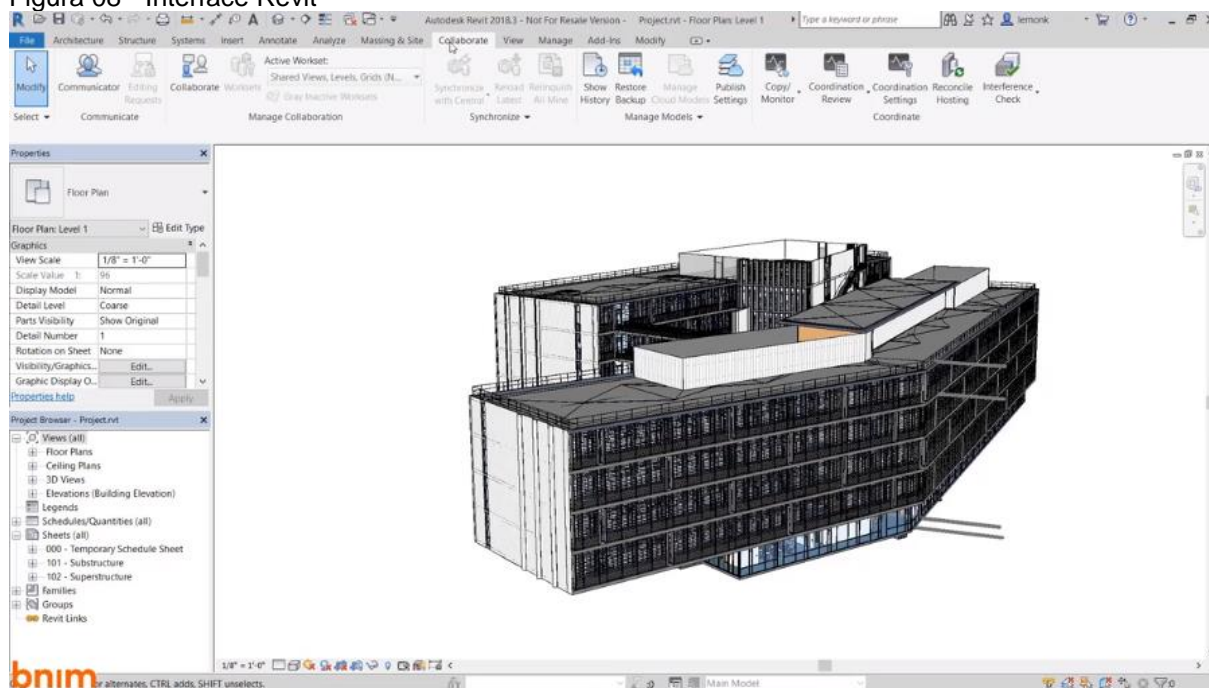 Figura 08 - Interface Revit
Autodesk Revit 2018.3 - Not For Resale Version - Project.rvt - Floor Plan: Level 1
Type a keyword or phrase
lemonk
File Architecture Structure Systems Insert Annotate Analyze Massing & Site Collaborate View Manage Add-Ins Modify
Modify
Communicator
Editing Requests
Collaborate
Worksets
Active Workset:
Shared Views, Levels, Grids (N...
Gray Inactive Worksets
Synchronize with Central
Reload Latest
Relinquish All Mine
Show History
Restore Backup
Manage Cloud Models
Publish Settings
Copy/ Monitor
Coordination Review
Coordination Settings
Reconcile Hosting
Interference Check
Select Communicate Manage Collaboration Synchronize Manage Models Coordinate
Properties
Floor Plan
Floor Plan: Level 1 Edit Type
Graphics
View Scale 1/8" = 1'-0"
Scale Value 1: 96
Display Model Normal
Detail Level Coarse
Parts Visibility Show Original
Detail Number 1
Rotation on Sheet None
Visibility/Graphics... Edit...
Graphic Display O... Edit...
Properties help Apply
Project Browser - Project.rvt
Views (all)
Floor Plans
Ceiling Plans
3D Views
Elevations (Building Elevation)
Legends
Schedules/Quantities (all)
Sheets (all)
000 - Temporary Schedule Sheet
101 - Substructure
102 - Superstructure
Families
Groups
Revit Links
1/8" = 1'-0"
bnim
or alternates, CTRL adds, SHIFT unselects.
:0
Main Model
:0